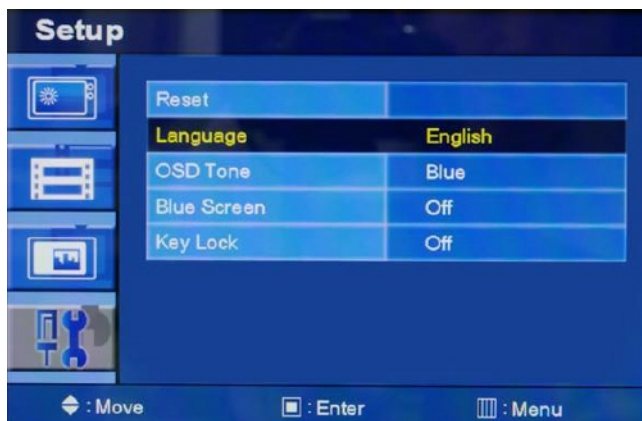 Setup
Reset
Language English
OSD Tone Blue
Blue Screen Off
Key Lock Off
: Move : Enter : Menu